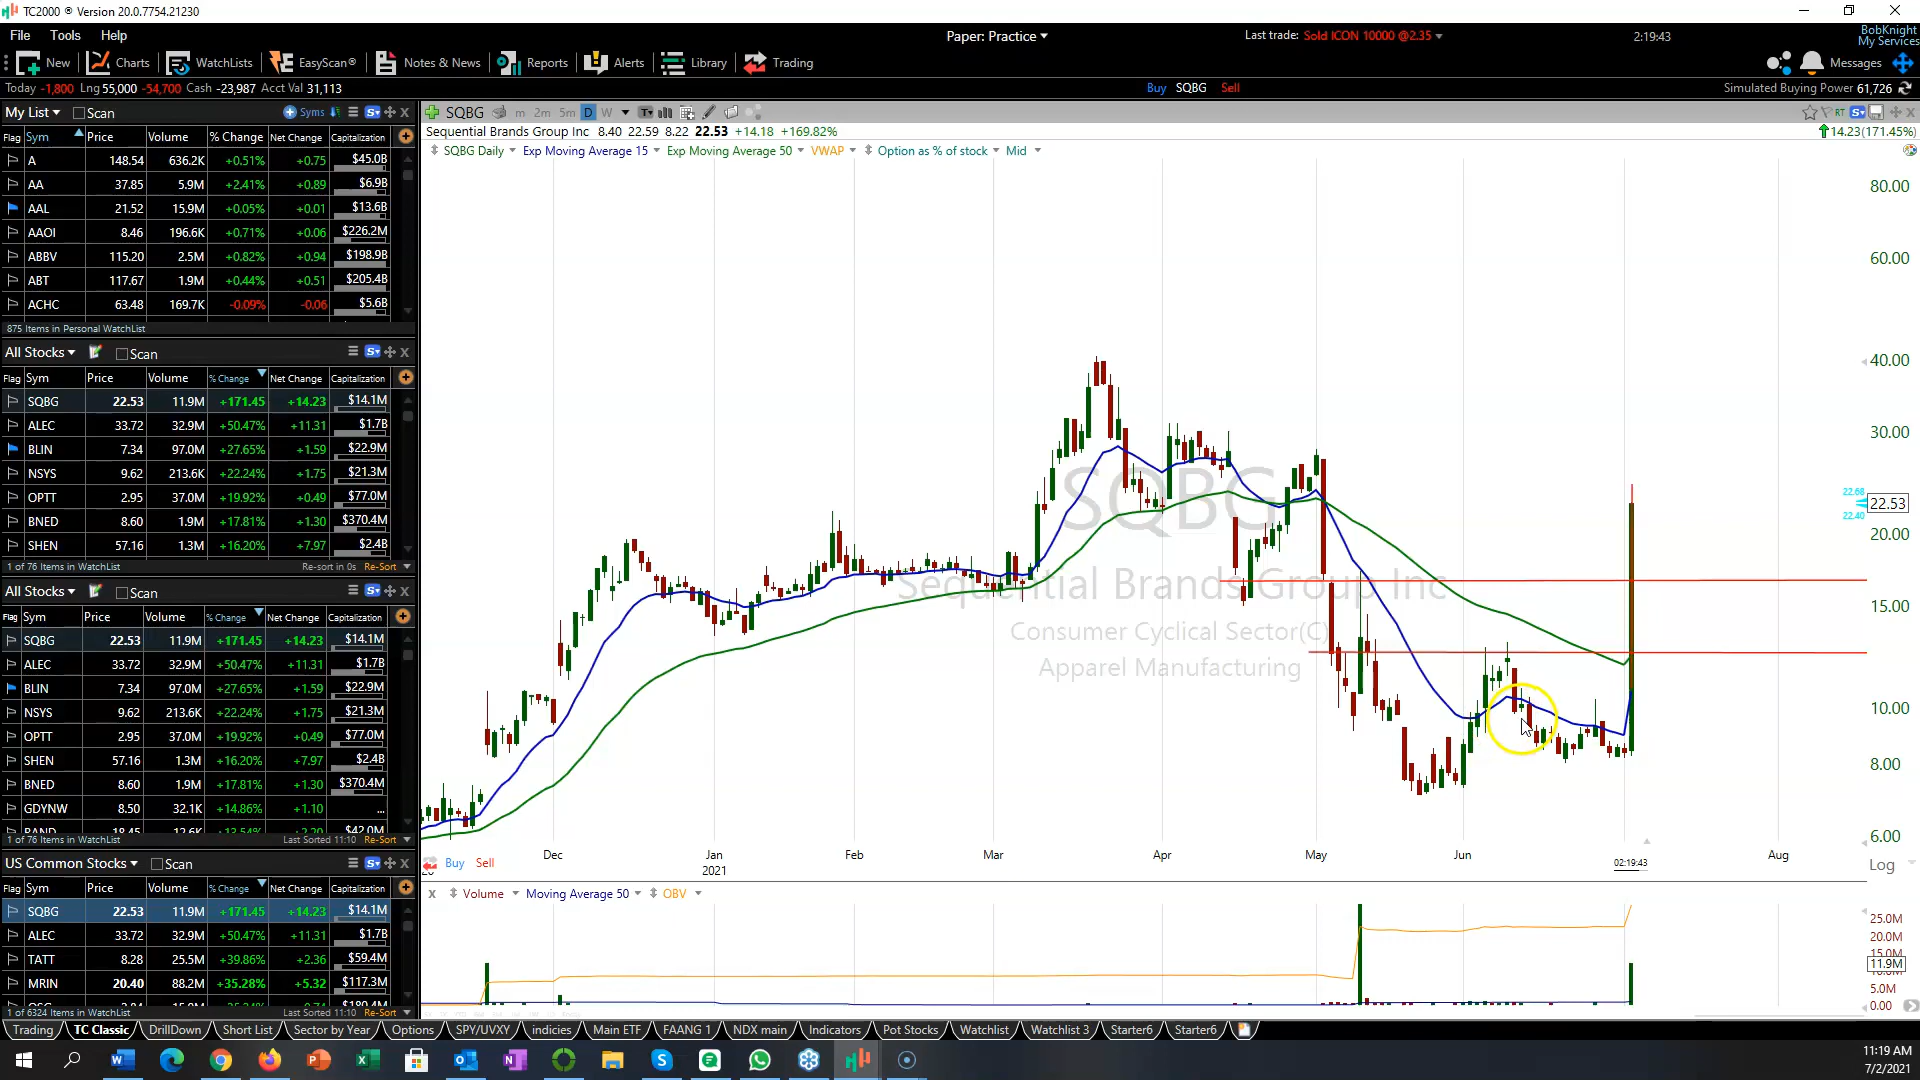 TC2000 ® Version 20.0.7754.21230
File Tools Help
Paper: Practice
Last trade: Sold ICON 10000 @2.35
2:19:43
BobKnight
My Services
New Charts WatchLists EasyScan® Notes & News Reports Alerts Library Trading
Messages
Today -1,800 Lng 55,000 -54,700 Cash -23,987 Acct Val 31,113
Buy SQBG Sell
Simulated Buying Power 61,726
My List Scan Syms
Flag Sym Price Volume % Change Net Change Capitalization
A 148.54 636.2K +0.51% +0.75 $45.0B
AA 37.85 5.9M +2.41% +0.89 $6.9B
AAL 21.52 15.9M +0.05% +0.01 $13.6B
AAOI 8.46 196.6K +0.71% +0.06 $226.2M
ABBV 115.20 2.5M +0.82% +0.94 $198.9B
ABT 117.67 1.9M +0.44% +0.51 $205.4B
ACHC 63.48 169.7K -0.09% -0.06 $5.6B
875 Items in Personal WatchList
All Stocks Scan
Flag Sym Price Volume % Change Net Change Capitalization
SQBG 22.53 11.9M +171.45 +14.23 $14.1M
ALEC 33.72 32.9M +50.47% +11.31 $1.7B
BLIN 7.34 97.0M +27.65% +1.59 $22.9M
NSYS 9.62 213.6K +22.24% +1.75 $21.3M
OPTT 2.95 37.0M +19.92% +0.49 $77.0M
BNED 8.60 1.9M +17.81% +1.30 $370.4M
SHEN 57.16 1.3M +16.20% +7.97 $2.4B
1 of 76 Items in WatchList Re-sort in 0s Re-Sort
All Stocks Scan
Flag Sym Price Volume % Change Net Change Capitalization
SQBG 22.53 11.9M +171.45 +14.23 $14.1M
ALEC 33.72 32.9M +50.47% +11.31 $1.7B
BLIN 7.34 97.0M +27.65% +1.59 $22.9M
NSYS 9.62 213.6K +22.24% +1.75 $21.3M
OPTT 2.95 37.0M +19.92% +0.49 $77.0M
SHEN 57.16 1.3M +16.20% +7.97 $2.4B
BNED 8.60 1.9M +17.81% +1.30 $370.4M
GDYNW 8.50 32.1K +14.86% +1.10 ...
1 of 76 Items in WatchList Last Sorted 11:10 Re-Sort
US Common Stocks Scan
Flag Sym Price Volume % Change Net Change Capitalization
SQBG 22.53 11.9M +171.45 +14.23 $14.1M
ALEC 33.72 32.9M +50.47% +11.31 $1.7B
TATT 8.28 25.5M +39.86% +2.36 $59.4M
MRIN 20.40 88.2M +35.28% +5.32 $117.3M
1 of 6324 Items in WatchList Last Sorted 11:10 Re-Sort
SQBG m 2m 5m D W
RT
Sequential Brands Group Inc 8.40 22.59 8.22 22.53 +14.18 +169.82%
14.23(171.45%)
SQBG Daily Exp Moving Average 15 Exp Moving Average 50 VWAP Option as % of stock Mid
80.00
60.00
40.00
30.00
22.68
22.53
22.40
20.00
15.00
10.00
8.00
6.00
SQBG
Sequential Brands Group Inc
Consumer Cyclical Sector(C)
Apparel Manufacturing
Buy Sell
Dec Jan Feb Mar Apr May Jun 02:19:43 Aug
2021
Log
X Volume Moving Average 50 OBV
25.0M
20.0M
15.0M
11.9M
5.0M
0.00
Trading TC Classic DrillDown Short List Sector by Year Options SPY/UVXY indicies Main ETF FAANG 1 NDX main Indicators Pot Stocks Watchlist Watchlist 3 Starter6 Starter6
11:19 AM
7/2/2021